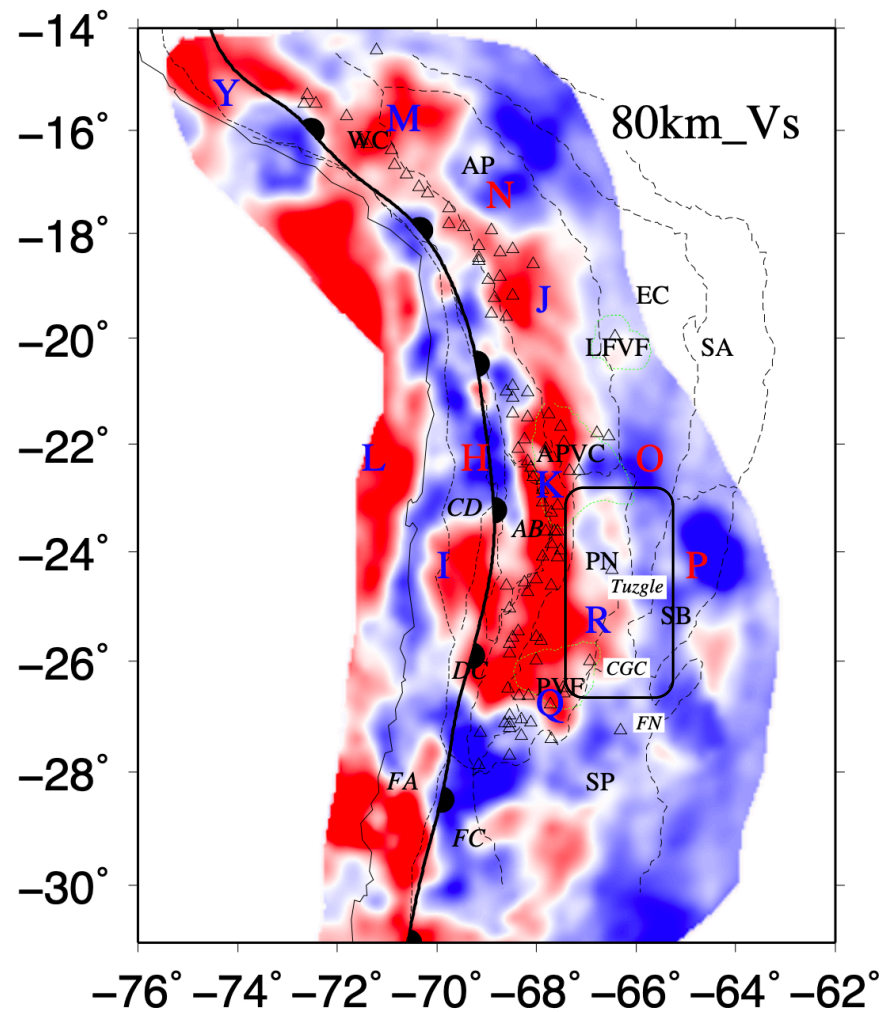 −14°
Y
M
80km_Vs
−16°
WC
AP
N
−18°
J
EC
−20°
LFVF
SA
−22°
L
H
APVC
O
K
CD
AB
−24°
I
PN
P
Tuzgle
R
SB
−26°
DC
CGC
PVF
Q
FN
−28°
FA
SP
FC
−30°
−76° −74° −72° −70° −68° −66° −64° −62°